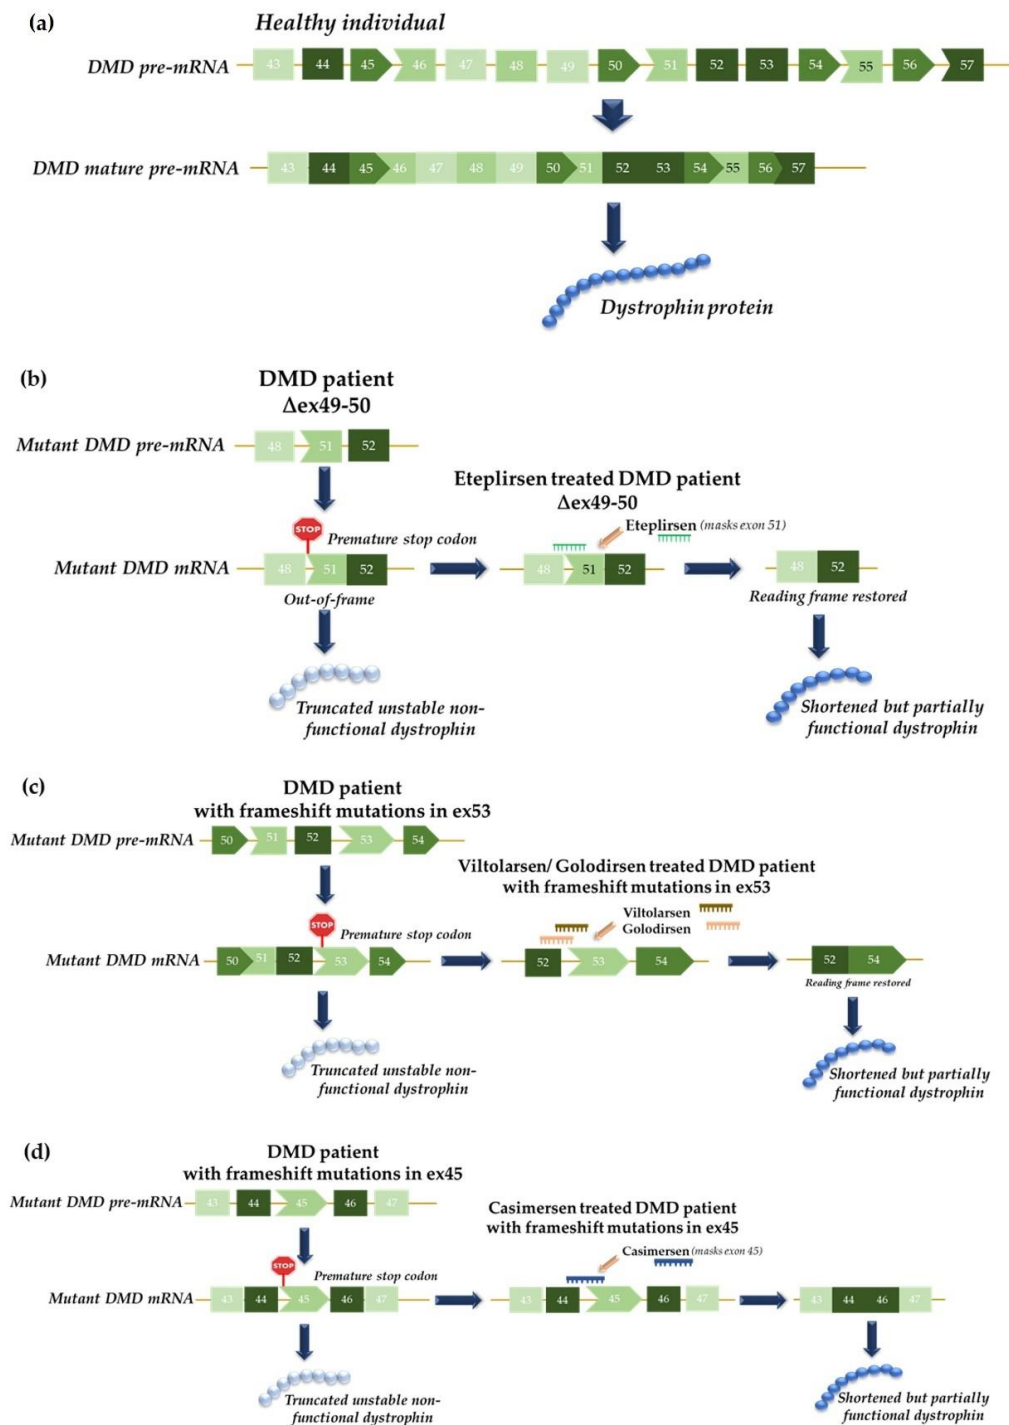 (a)
Healthy individual
DMD pre-mRNA
43 44 45 46 47 48 49 50 51 52 53 54 55 56 57
DMD mature pre-mRNA
43 44 45 46 47 48 49 50 51 52 53 54 55 56 57
Dystrophin protein
(b)
DMD patient
Δex49-50
Mutant DMD pre-mRNA
48 51 52
Eteplirsen treated DMD patient
Δex49-50
STOP
Premature stop codon
Eteplirsen (masks exon 51)
Mutant DMD mRNA
48 51 52
48 51 52
48 52
Out-of-frame
Reading frame restored
Truncated unstable non-
functional dystrophin
Shortened but partially
functional dystrophin
(c)
DMD patient
with frameshift mutations in ex53
Mutant DMD pre-mRNA
50 51 52 53 54
Viltolarsen/ Golodirsen treated DMD patient
with frameshift mutations in ex53
STOP
Premature stop codon
Viltolarsen
Golodirsen
Mutant DMD mRNA
50 51 52 53 54
52 53 54
52 54
Reading frame restored
Truncated unstable non-
functional dystrophin
Shortened but partially
functional dystrophin
(d)
DMD patient
with frameshift mutations in ex45
Mutant DMD pre-mRNA
43 44 45 46 47
Casimersen treated DMD patient
with frameshift mutations in ex45
STOP
Premature stop codon
Casimersen (masks exon 45)
Mutant DMD mRNA
43 44 45 46 47
43 44 45 46 47
43 44 46 47
Truncated unstable non-
functional dystrophin
Shortened but partially
functional dystrophin